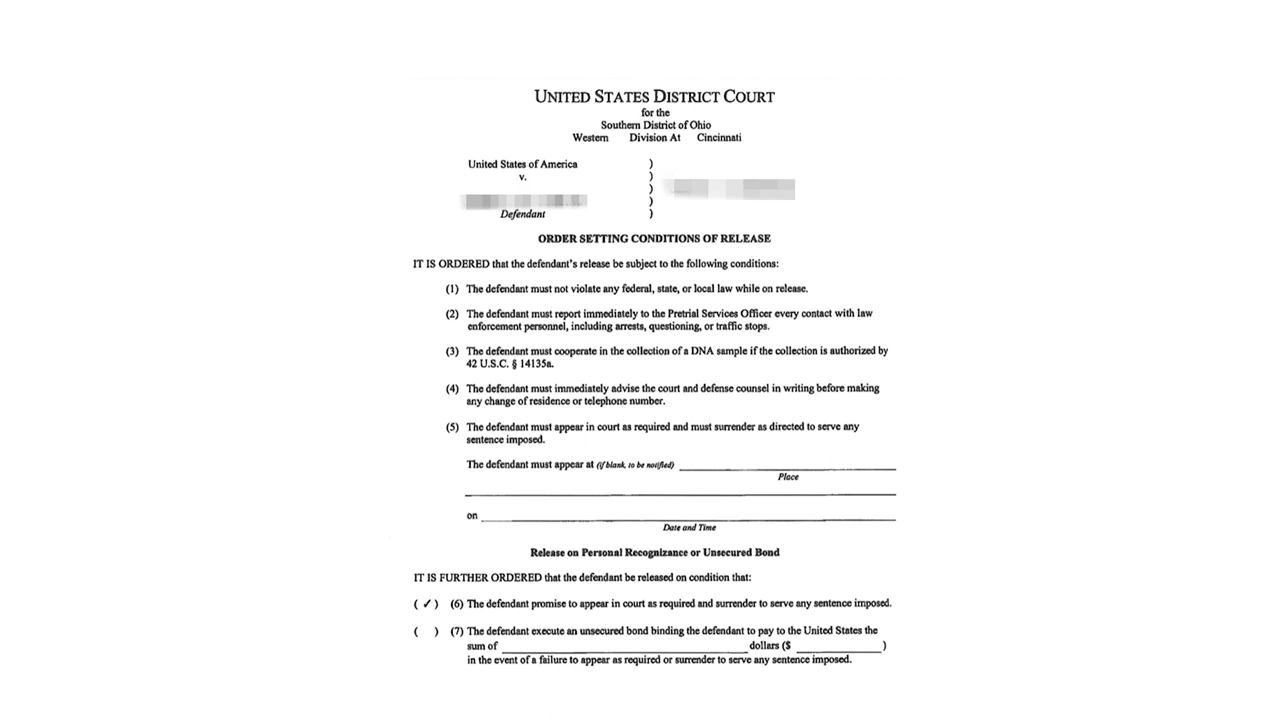 UNITED STATES DISTRICT COURT
for the
Southern District of Ohio
Western Division At Cincinnati
United States of America )
v. )
)
)
Defendant )
ORDER SETTING CONDITIONS OF RELEASE
IT IS ORDERED that the defendant's release be subject to the following conditions:
(1) The defendant must not violate any federal, state, or local law while on release.
(2) The defendant must report immediately to the Pretrial Services Officer every contact with law
enforcement personnel, including arrests, questioning, or traffic stops.
(3) The defendant must cooperate in the collection of a DNA sample if the collection is authorized by
42 U.S.C. § 14135a.
(4) The defendant must immediately advise the court and defense counsel in writing before making
any change of residence or telephone number.
(5) The defendant must appear in court as required and must surrender as directed to serve any
sentence imposed.
The defendant must appear at (if blank, to be notified)
Place
on
Date and Time
Release on Personal Recognizance or Unsecured Bond
IT IS FURTHER ORDERED that the defendant be released on condition that:
( ✓ ) (6) The defendant promise to appear in court as required and surrender to serve any sentence imposed.
( ) (7) The defendant execute an unsecured bond binding the defendant to pay to the United States the
sum of dollars ($ )
in the event of a failure to appear as required or surrender to serve any sentence imposed.